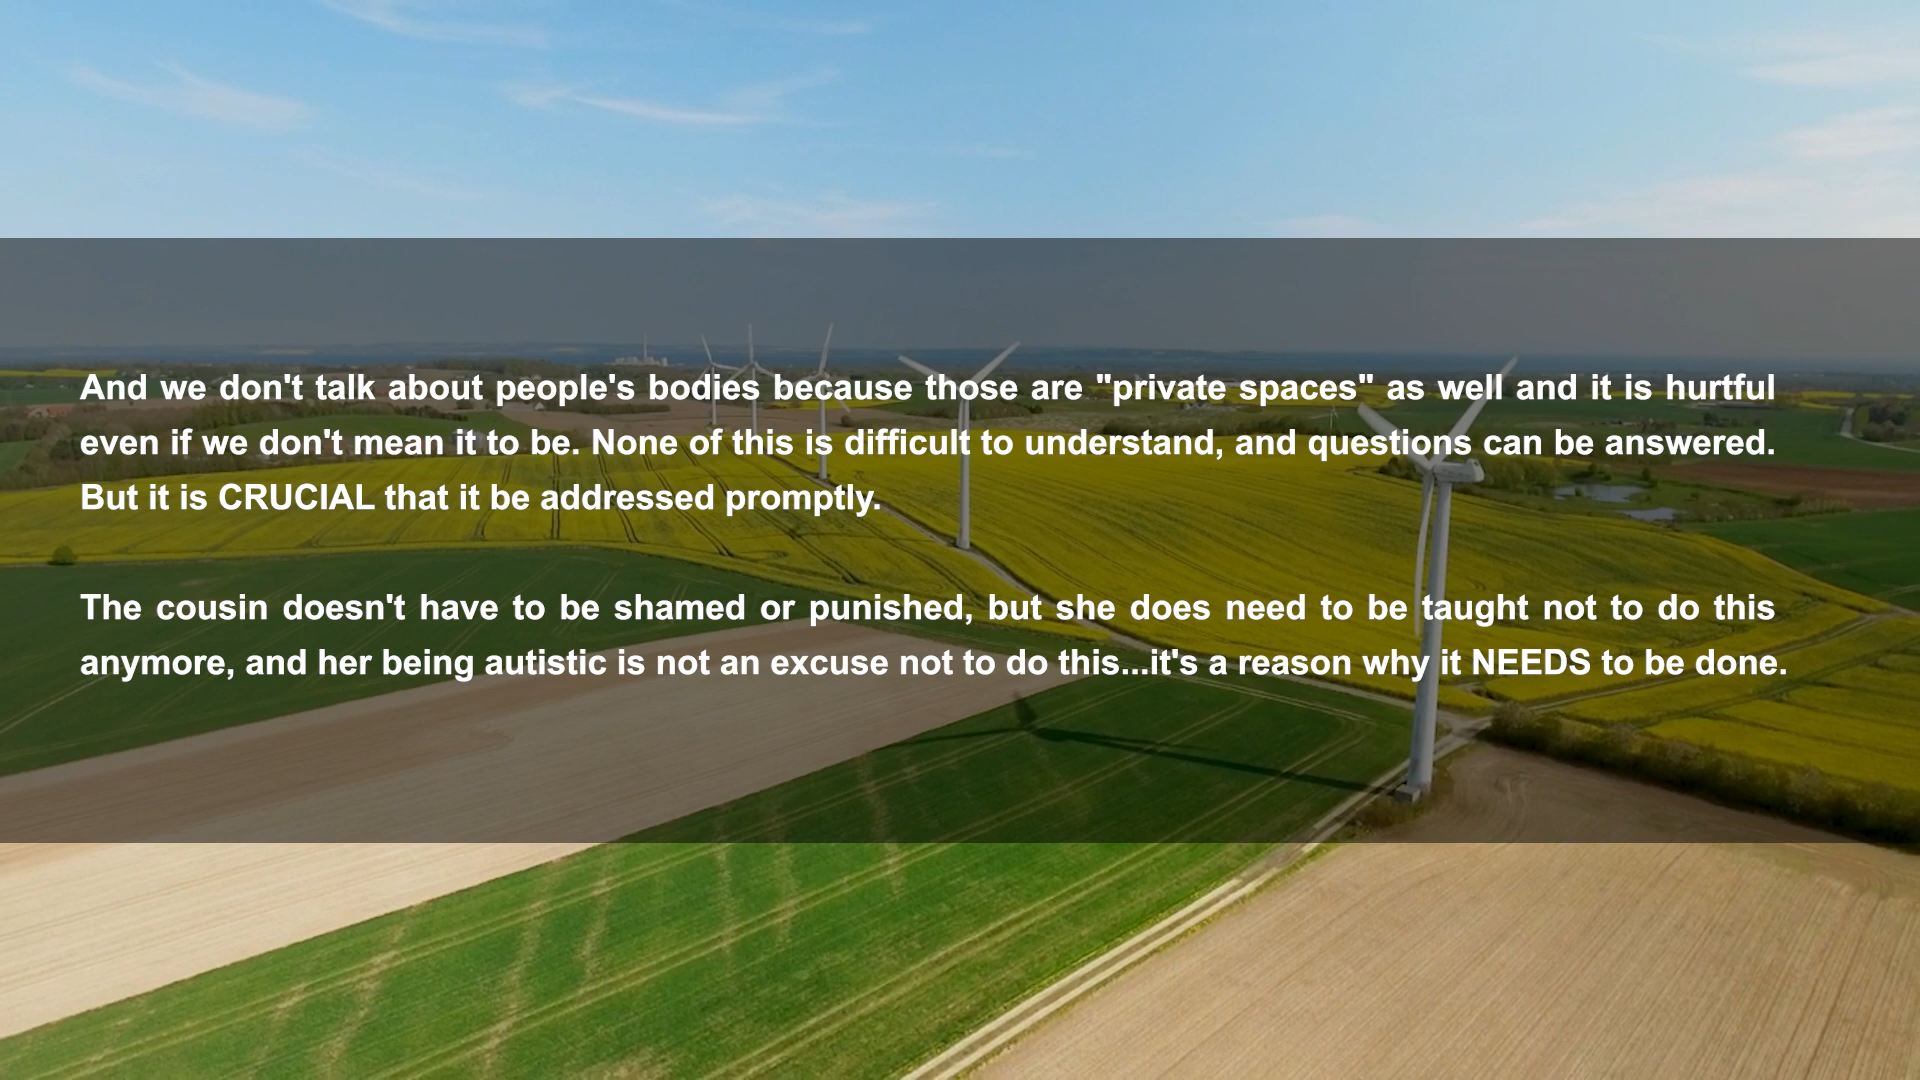 And we don't talk about people's bodies because those are "private spaces" as well and it is hurtful
even if we don't mean it to be. None of this is difficult to understand, and questions can be answered.
But it is CRUCIAL that it be addressed promptly.
The cousin doesn't have to be shamed or punished, but she does need to be taught not to do this
anymore, and her being autistic is not an excuse not to do this...it's a reason why it NEEDS to be done.